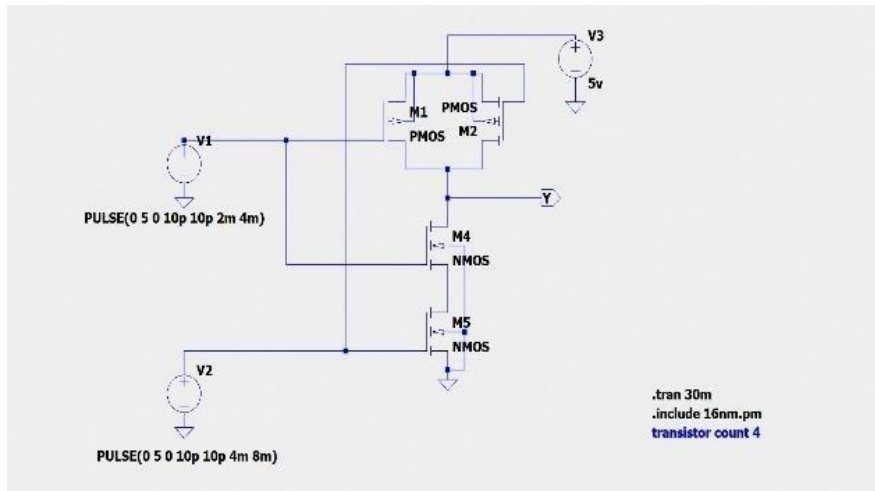 V3
5v
M1
PMOS
PMOS
M2
V1
PULSE(0 5 0 10p 10p 2m 4m)
Y
M4
NMOS
M5
NMOS
V2
PULSE(0 5 0 10p 10p 4m 8m)
.tran 30m
.include 16nm.pm
transistor count 4